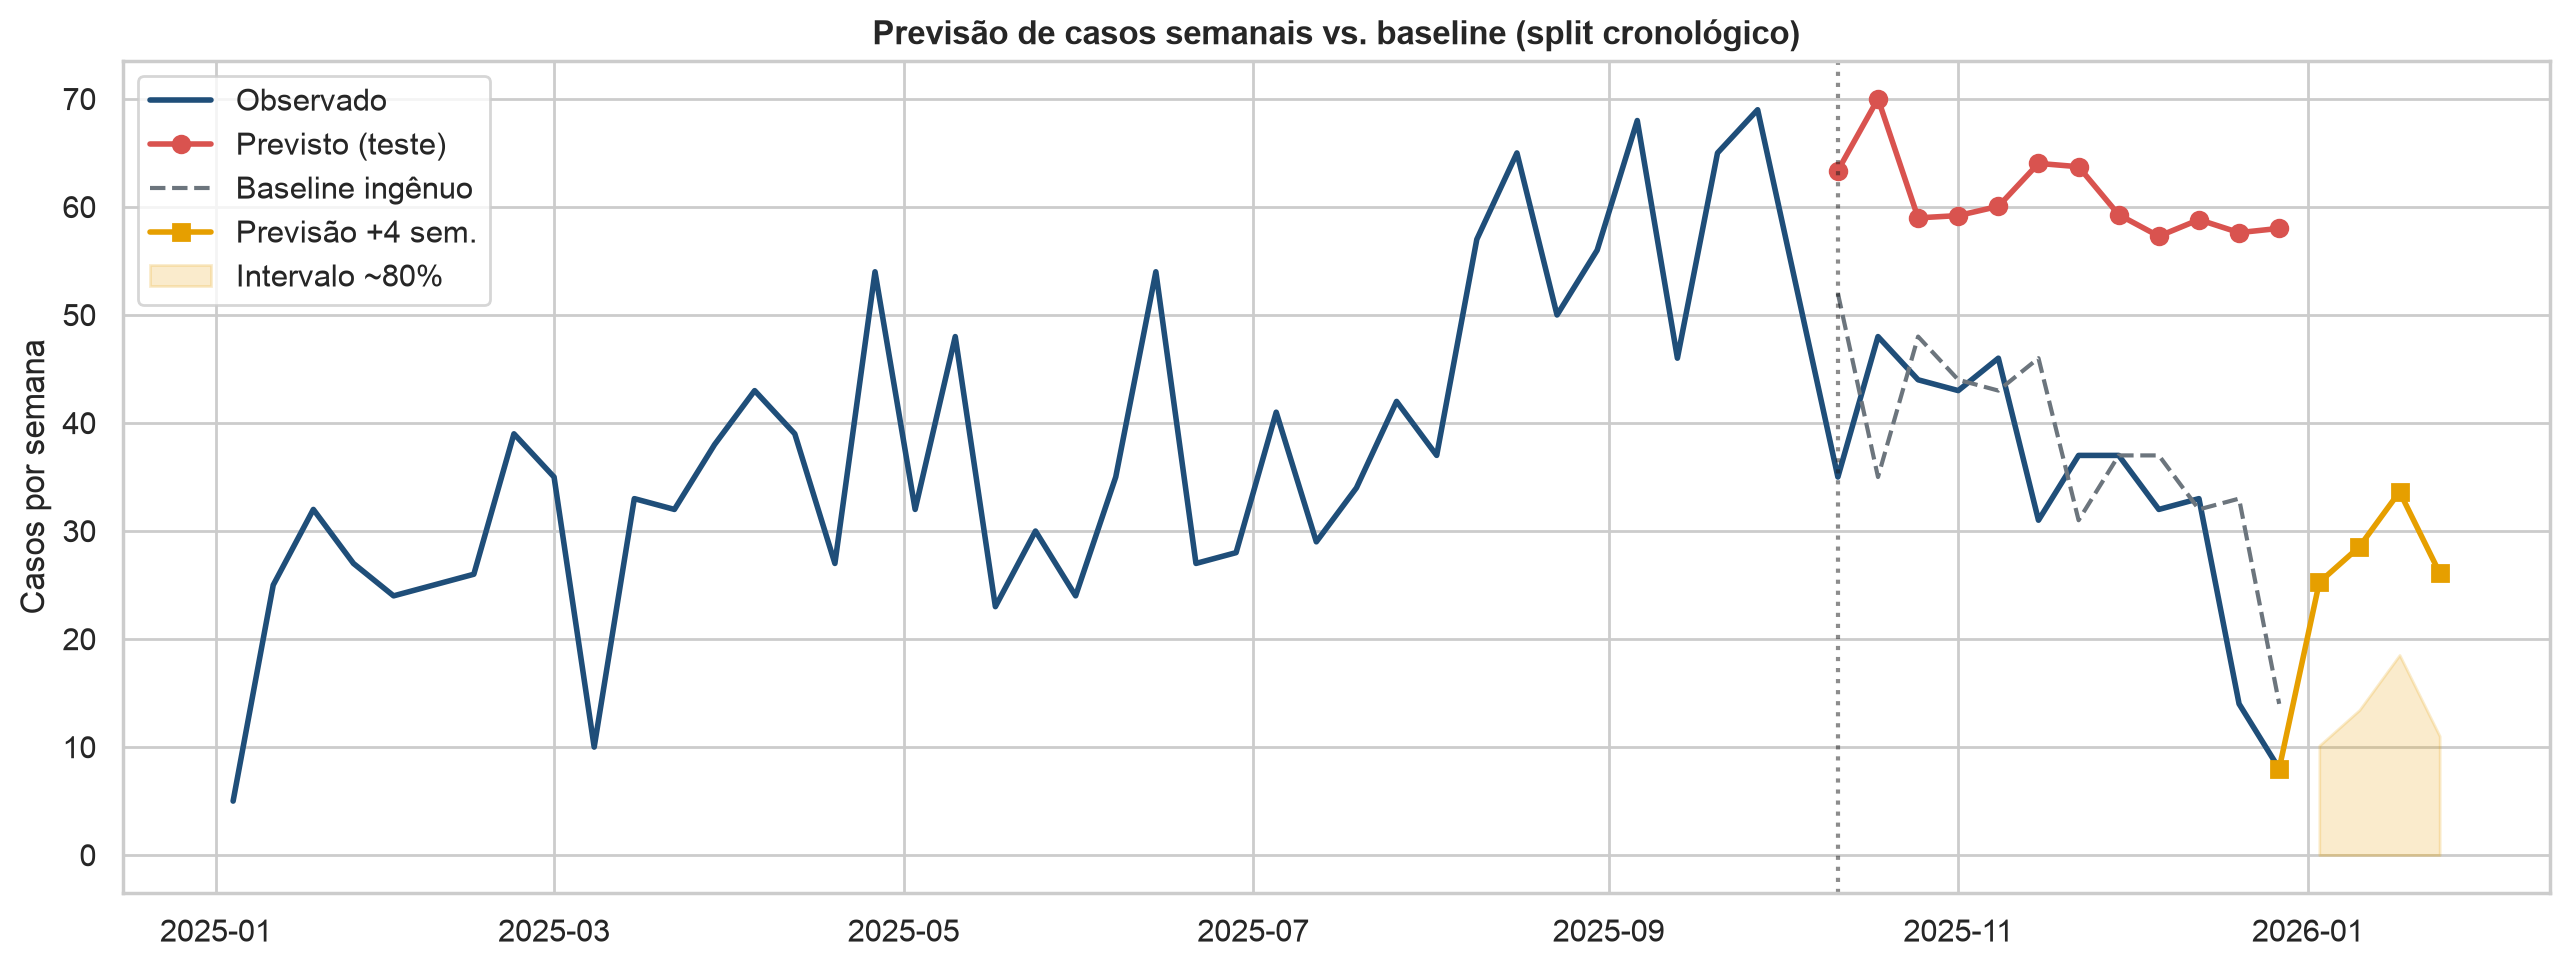 Previsão de casos semanais vs. baseline (split cronológico)
Observado
Previsto (teste)
Baseline ingênuo
Previsão +4 sem.
Intervalo ~80%
Casos por semana
70
60
50
40
30
20
10
0
2025-01
2025-03
2025-05
2025-07
2025-09
2025-11
2026-01